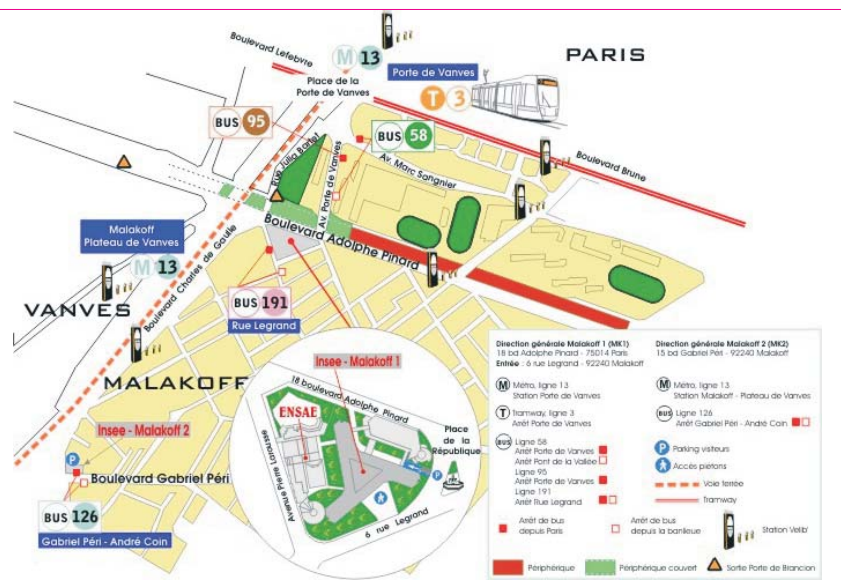 Boulevard Lefebvre
M 13
PARIS
Place de la
Porte de Vanves
Porte de Vanves
T 3
BUS 95
BUS 58
Rue Julia Bartet
Av. Porte de Vanves
Av. Marc Sangnier
Boulevard Brune
Boulevard Adolphe Pinard
Malakoff
Plateau de Vanves
M 13
Boulevard Charles de Gaulle
VANVES
BUS 191
Rue Legrand
MALAKOFF
Insee - Malakoff 1
18 boulevard Adolphe Pinard
ENSAE
Place
de la
République
P
Avenue Pierre Larousse
6 rue Legrand
Insee - Malakoff 2
P
Boulevard Gabriel Péri
BUS 126
Gabriel Péri - André Coin
Direction générale Malakoff 1 (MK1)
18 bd Adolphe Pinard - 75014 Paris
Entrée : 6 rue Legrand - 92240 Malakoff
M Métro, ligne 13
Station Porte de Vanves
T Tramway, ligne 3
Arrêt Porte de Vanves
BUS Ligne 58
Arrêt Porte de Vanves
Arrêt Pont de la Vallée
Ligne 95
Arrêt Porte de Vanves
Ligne 191
Arrêt Rue Legrand
Direction générale Malakoff 2 (MK2)
15 bd Gabriel Péri - 92240 Malakoff
M Métro, ligne 13
Station Malakoff - Plateau de Vanves
BUS Ligne 126
Arrêt Gabriel Péri - André Coin
P Parking visiteurs
Accès piétons
Voie ferrée
Tramway
Arrêt de bus
depuis Paris
Arrêt de bus
depuis la banlieue
Station Velib'
Périphérique
Périphérique couvert
Sortie Porte de Brancion